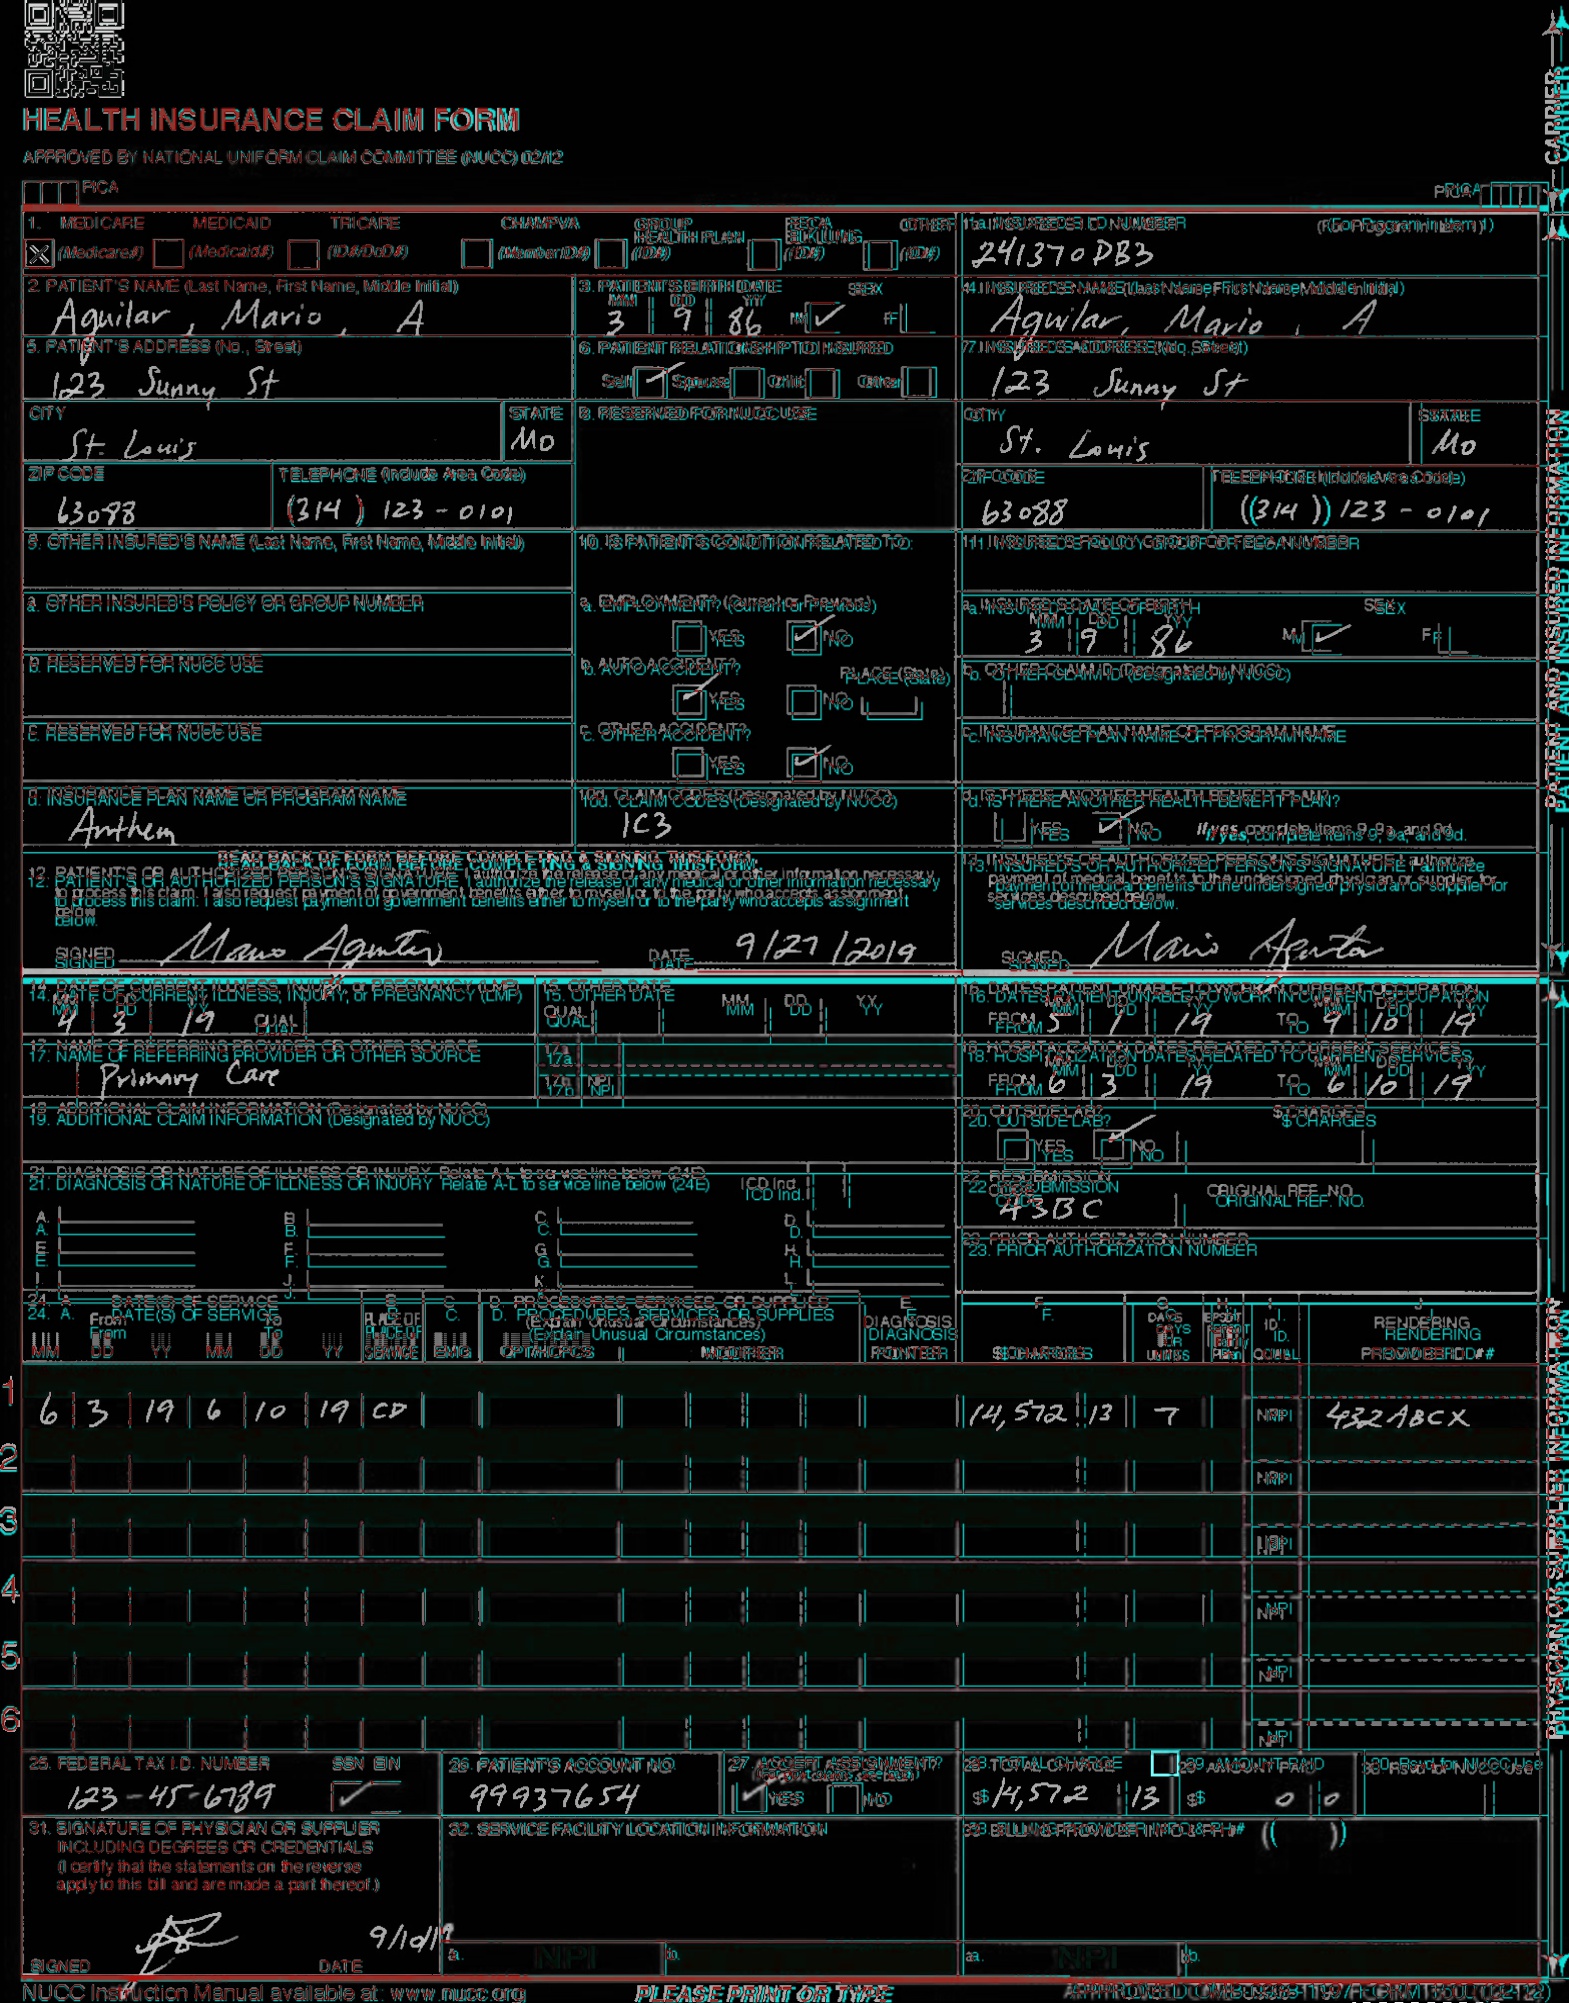 HEALTH INSURANCE CLAIM FORM
APPROVED BY NATIONAL UNIFORM CLAIM COMMITTEE (NUCC) 02/12
PICA
PICA
CARRIER
1. MEDICARE MEDICAID TRICARE CHAMPVA GROUP HEALTH PLAN FECA BLK LUNG OTHER
(Medicare#) (Medicaid#) (ID#/DoD#) (Member ID#) (ID#) (ID#) (ID#)
1a. INSURED'S I.D. NUMBER (For Program in Item 1)
241370PB3
2. PATIENT'S NAME (Last Name, First Name, Middle Initial)
Aguilar, Mario, A
3. PATIENT'S BIRTH DATE SEX
MM DD YY
3 9 86 M F
4. INSURED'S NAME (Last Name, First Name, Middle Initial)
Aguilar, Mario, A
5. PATIENT'S ADDRESS (No., Street)
123 Sunny St
6. PATIENT RELATIONSHIP TO INSURED
Self Spouse Child Other
7. INSURED'S ADDRESS (No., Street)
123 Sunny St
CITY STATE
St. Louis MO
8. RESERVED FOR NUCC USE
CITY STATE
St. Louis MO
ZIP CODE TELEPHONE (Include Area Code)
63088 (314) 123-0101
ZIP CODE TELEPHONE (Include Area Code)
63088 (314) 123-0101
9. OTHER INSURED'S NAME (Last Name, First Name, Middle Initial)
10. IS PATIENT'S CONDITION RELATED TO:
11. INSURED'S POLICY GROUP OR FECA NUMBER
a. OTHER INSURED'S POLICY OR GROUP NUMBER
a. EMPLOYMENT? (Current or Previous)
YES NO
a. INSURED'S DATE OF BIRTH SEX
MM DD YY
3 9 86 M F
b. RESERVED FOR NUCC USE
b. AUTO ACCIDENT? PLACE (State)
YES NO
b. OTHER CLAIM ID (Designated by NUCC)
c. RESERVED FOR NUCC USE
c. OTHER ACCIDENT?
YES NO
c. INSURANCE PLAN NAME OR PROGRAM NAME
d. INSURANCE PLAN NAME OR PROGRAM NAME
Anthem
10d. CLAIM CODES (Designated by NUCC)
1C3
d. IS THERE ANOTHER HEALTH BENEFIT PLAN?
YES NO If yes, complete items 9, 9a, and 9d.
READ BACK OF FORM BEFORE COMPLETING & SIGNING THIS FORM.
12. PATIENT'S OR AUTHORIZED PERSON'S SIGNATURE I authorize the release of any medical or other information necessary
to process this claim. I also request payment of government benefits either to myself or to the party who accepts assignment
below.
SIGNED Mario Aguilar DATE 9/27/2019
13. INSURED'S OR AUTHORIZED PERSON'S SIGNATURE I authorize
payment of medical benefits to the undersigned physician or supplier for
services described below.
SIGNED Mario Aguilar
PATIENT AND INSURED INFORMATION
14. DATE OF CURRENT ILLNESS, INJURY, or PREGNANCY (LMP)
MM DD YY
4 3 19 QUAL.
15. OTHER DATE
QUAL. MM DD YY
16. DATES PATIENT UNABLE TO WORK IN CURRENT OCCUPATION
MM DD YY MM DD YY
FROM 5 1 19 TO 9 10 19
17. NAME OF REFERRING PROVIDER OR OTHER SOURCE
Primary Care
17a.
17b. NPI
18. HOSPITALIZATION DATES RELATED TO CURRENT SERVICES
MM DD YY MM DD YY
FROM 6 3 19 TO 6 10 19
19. ADDITIONAL CLAIM INFORMATION (Designated by NUCC)
20. OUTSIDE LAB? $ CHARGES
YES NO
21. DIAGNOSIS OR NATURE OF ILLNESS OR INJURY Relate A-L to service line below (24E) ICD Ind.
A. B. C. D.
E. F. G. H.
I. J. K. L.
22. RESUBMISSION CODE ORIGINAL REF. NO.
43BC
23. PRIOR AUTHORIZATION NUMBER
24. A. DATE(S) OF SERVICE B. C. D. PROCEDURES, SERVICES, OR SUPPLIES E. F. G. H. I. J.
From To PLACE OF SERVICE (Explain Unusual Circumstances) DIAGNOSIS DAYS OR UNITS ID. RENDERING
MM DD YY MM DD YY EMG CPT/HCPCS MODIFIER POINTER $ CHARGES QUAL. PROVIDER ID. #
1 6 3 19 6 10 19 CD 14,572 13 7 NPI 432ABCX
2 NPI
3 NPI
4 NPI
5 NPI
6 NPI
PHYSICIAN OR SUPPLIER INFORMATION
25. FEDERAL TAX I.D. NUMBER SSN EIN
123-45-6789
26. PATIENT'S ACCOUNT NO.
99937654
27. ACCEPT ASSIGNMENT?
YES NO
28. TOTAL CHARGE
$ 14,572 13
29. AMOUNT PAID
$ 0 0
30. Rsvd for NUCC Use
31. SIGNATURE OF PHYSICIAN OR SUPPLIER
INCLUDING DEGREES OR CREDENTIALS
(I certify that the statements on the reverse
apply to this bill and are made a part thereof.)
9/10/19
SIGNED DATE
32. SERVICE FACILITY LOCATION INFORMATION
a. NPI b.
33. BILLING PROVIDER INFO & PH # ( )
a. NPI b.
NUCC Instruction Manual available at: www.nucc.org
PLEASE PRINT OR TYPE